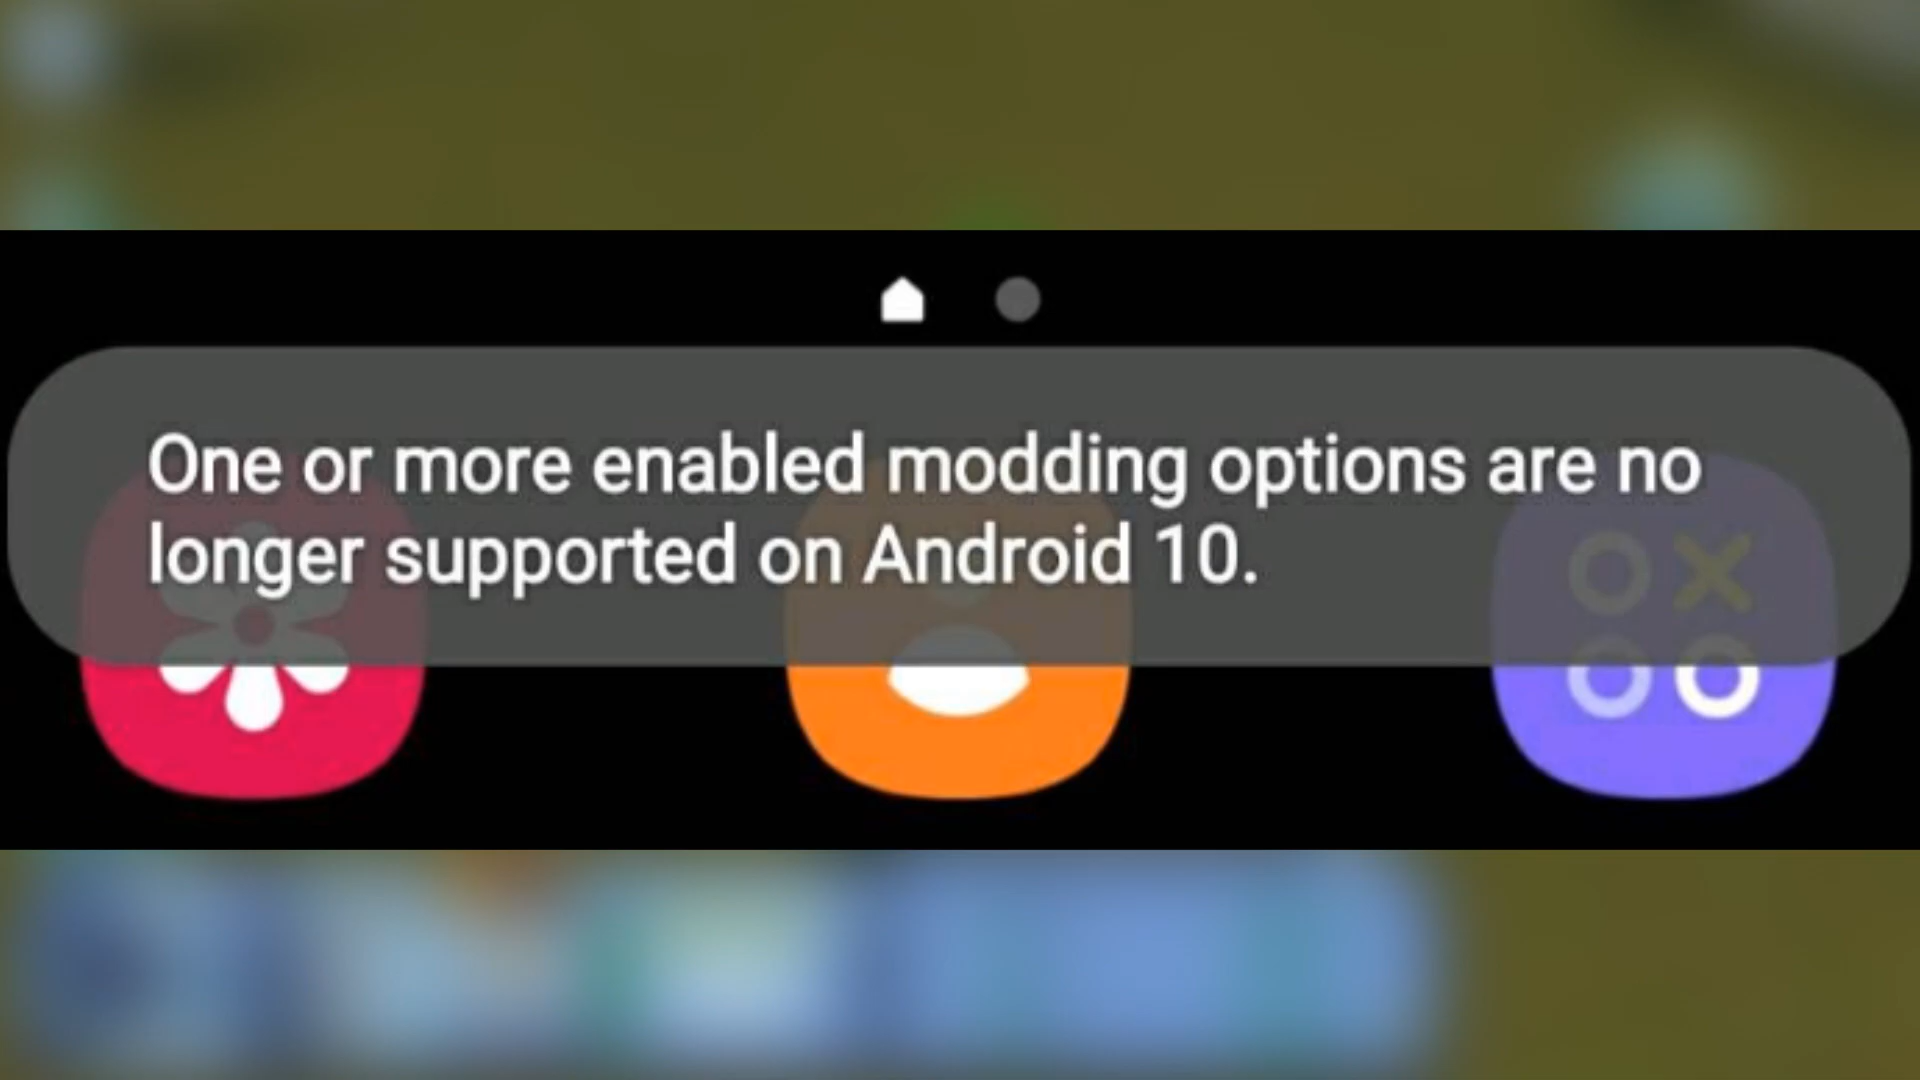 One or more enabled modding options are no
longer supported on Android 10.